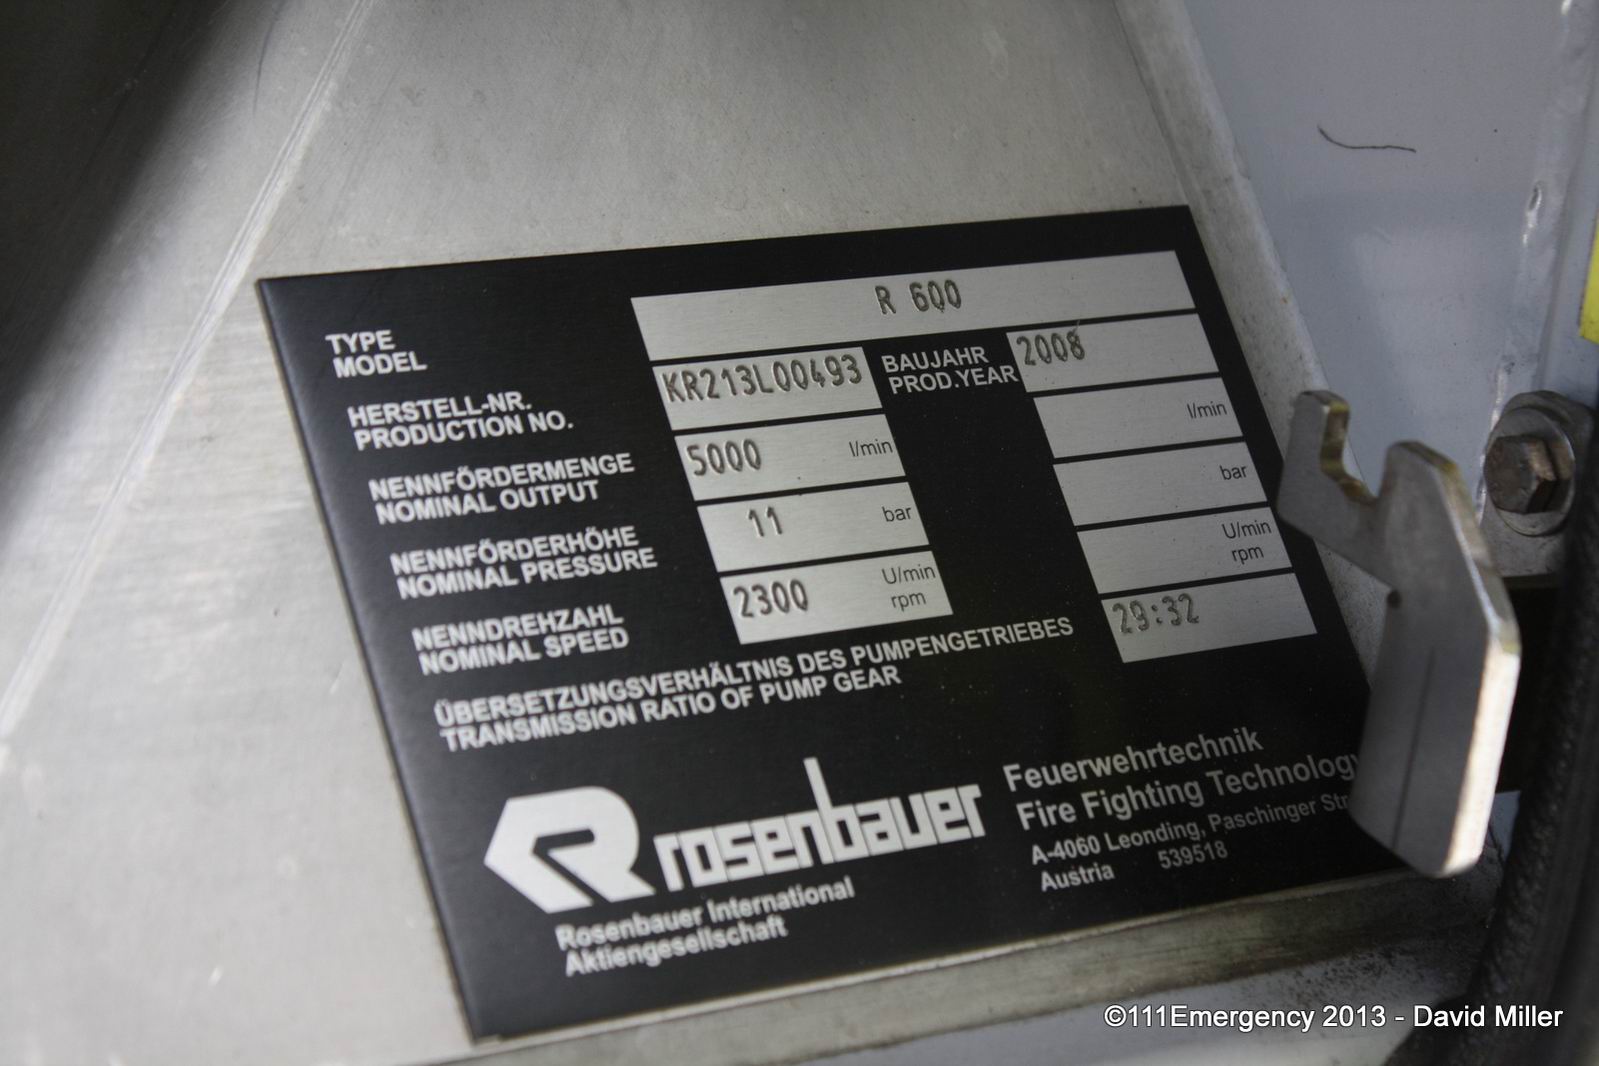 TYPE
MODEL
R 600
HERSTELL-NR.
PRODUCTION NO.
KR213L00493
BAUJAHR
PROD.YEAR
2008
NENNFÖRDERMENGE
NOMINAL OUTPUT
5000 l/min
l/min
NENNFÖRDERHÖHE
NOMINAL PRESSURE
11 bar
bar
NENNDREHZAHL
NOMINAL SPEED
2300 U/min
rpm
U/min
rpm
ÜBERSETZUNGSVERHÄLTNIS DES PUMPENGETRIEBES
TRANSMISSION RATIO OF PUMP GEAR
29:32
rosenbauer
Rosenbauer International
Aktiengesellschaft
Feuerwehrtechnik
Fire Fighting Technology
A-4060 Leonding, Paschinger
Austria 539518
©111Emergency 2013 - David Miller